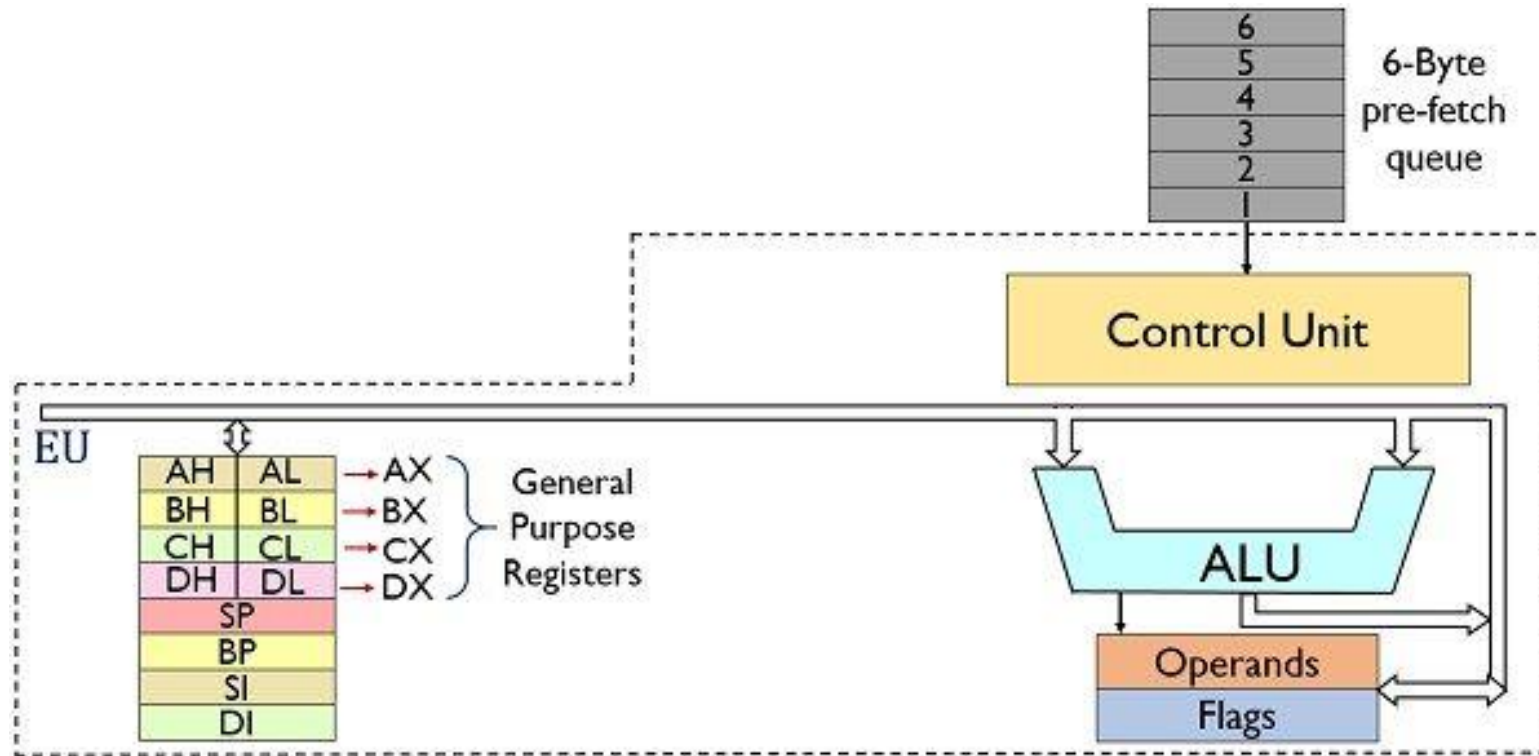 6
5
4
3
2
1
6-Byte
pre-fetch
queue
Control Unit
EU
AH AL AX
BH BL BX
CH CL CX
DH DL DX
SP
BP
SI
DI
General
Purpose
Registers
ALU
Operands
Flags